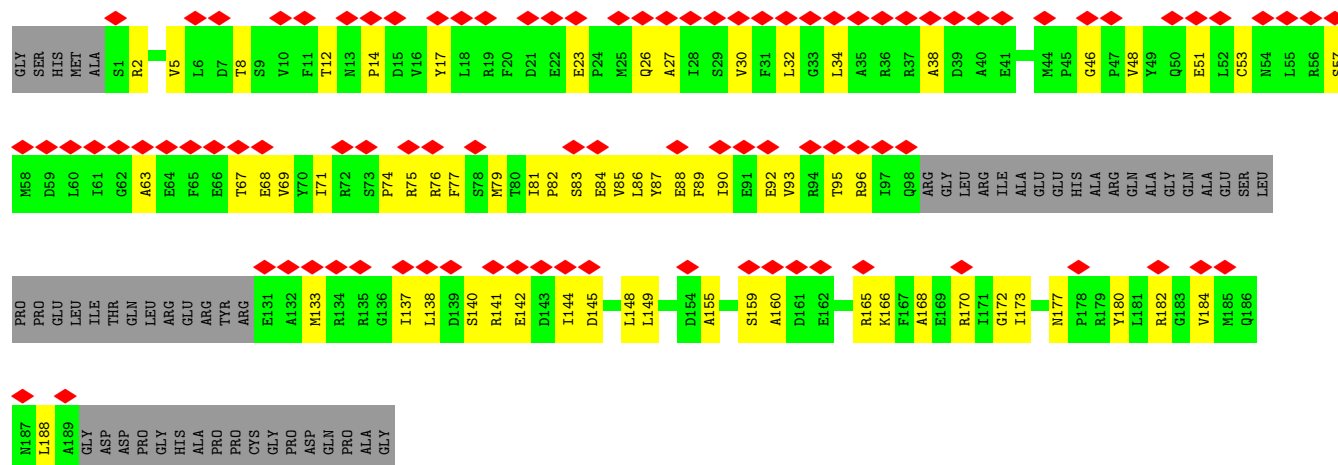 GLY SER HIS MET ALA S1 R2 V5 L6 D7 T8 S9 V10 F11 T12 N13 P14 D15 V16 Y17 L18 R19 F20 D21 E22 E23 P24 M25 Q26 A27 I28 S29 V30 F31 L32 G33 L34 A35 R36 R37 A38 D39 A40 E41 M44 P45 G46 P47 V48 Y49 Q50 E51 L52 C53 N54 L55 R56 S57
M58 D59 L60 I61 G62 A63 E64 F65 E66 T67 E68 V69 Y70 I71 R72 S73 P74 R75 R76 F77 S78 M79 T80 I81 P82 S83 E84 V85 L86 Y87 E88 F89 I90 E91 E92 V93 R94 T95 R96 I97 Q98 ARG GLY LEU ARG ILE ALA GLU GLU HIS ALA ARG GLN ALA GLY GLN ALA GLU SER LEU
PRO PRO GLU LEU ILE THR GLN LEU ARG GLU ARG TYR ARG E131 A132 M133 R134 R135 G136 I137 L138 D139 S140 R141 E142 D143 I144 D145 L148 L149 D154 A155 S159 A160 D161 E162 R165 K166 F167 A168 E169 R170 I171 G172 I173 N177 P178 R179 Y180 L181 R182 G183 V184 M185 Q186
N187 L188 A189 GLY ASP ASP PRO GLY HIS ALA PRO PRO CYS GLY PRO ASP GLN PRO ALA GLY